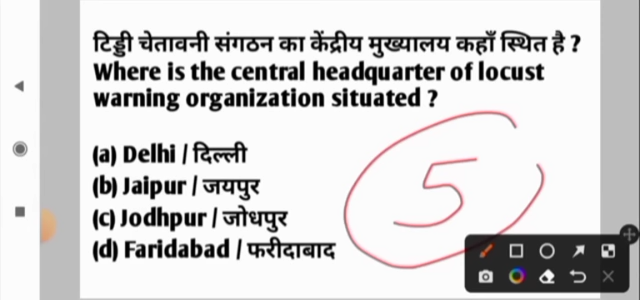 टिड्डी चेतावनी संगठन का केंद्रीय मुख्यालय कहाँ स्थित है ?
Where is the central headquarter of locust
warning organization situated ?
(a) Delhi / दिल्ली
(b) Jaipur / जयपुर
(c) Jodhpur / जोधपुर
(d) Faridabad / फरीदाबाद
5